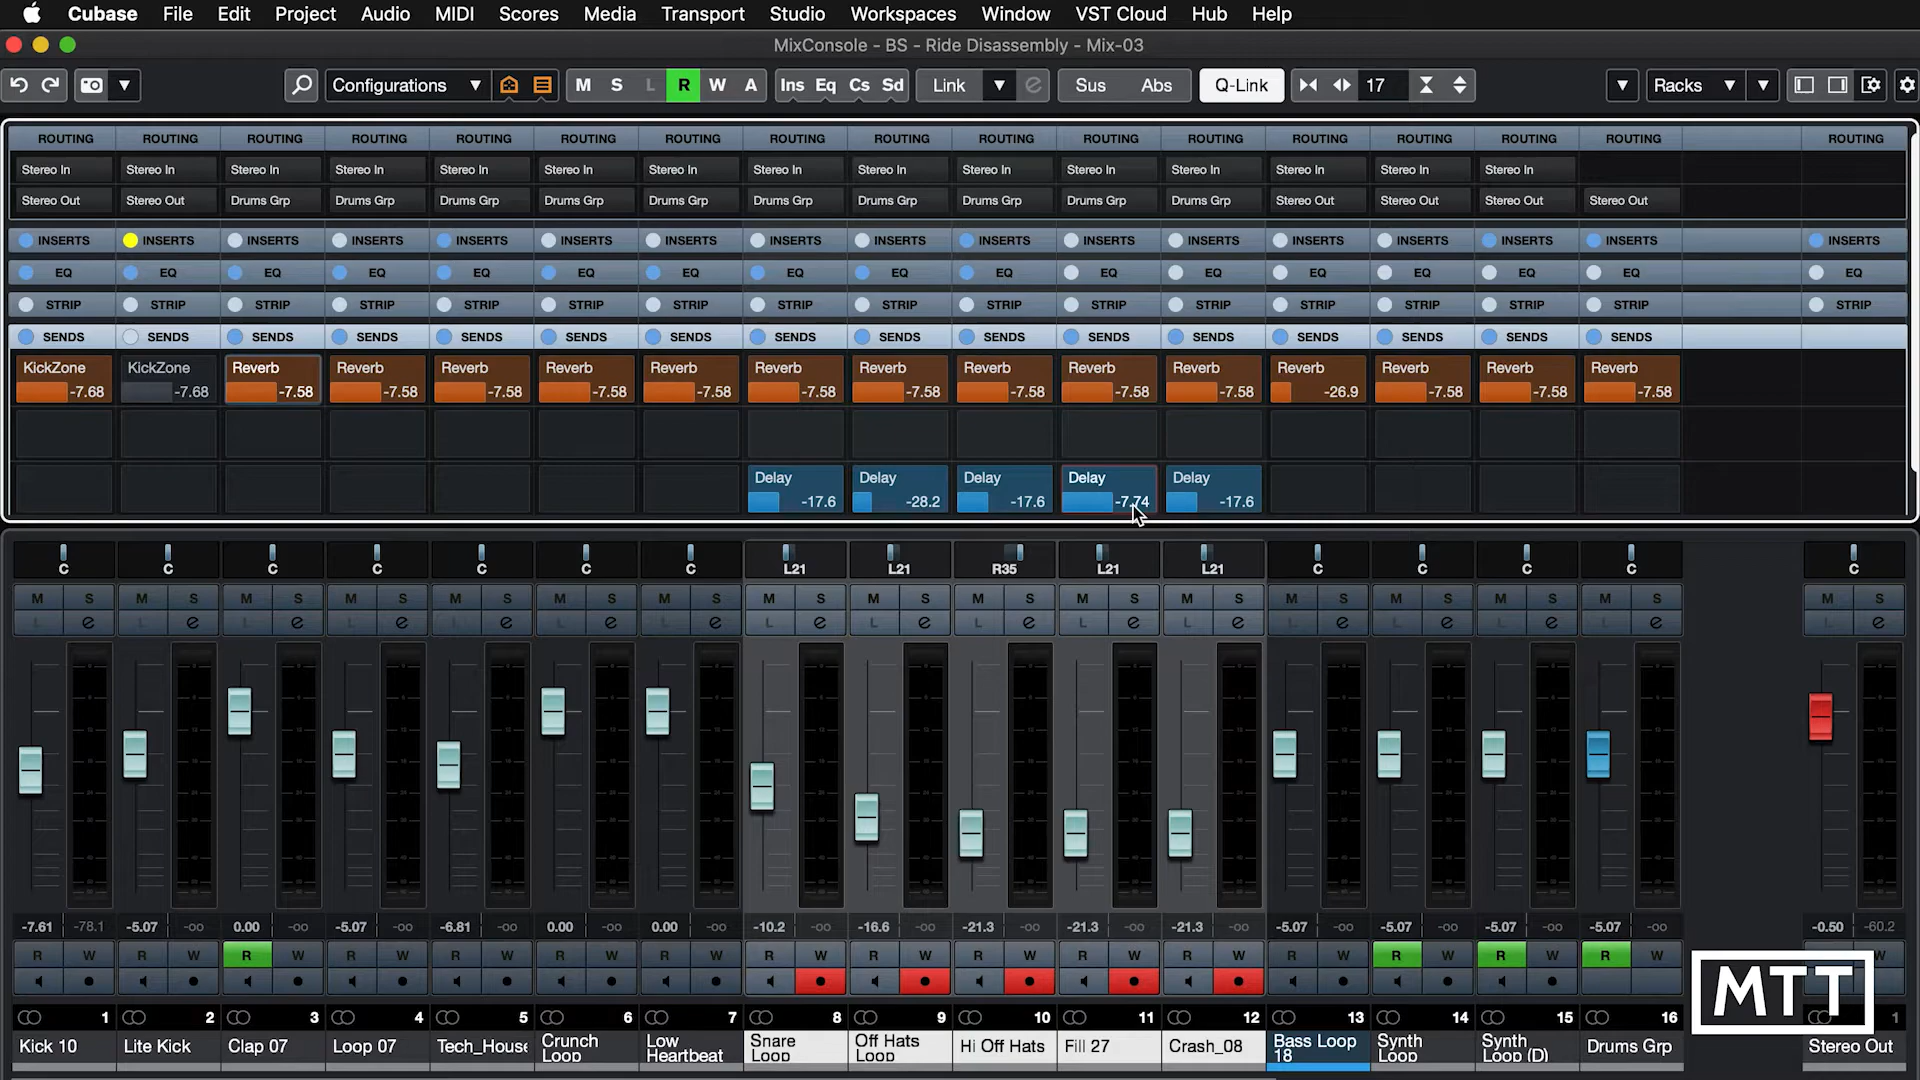 Cubase File Edit Project Audio MIDI Scores Media Transport Studio Workspaces Window VST Cloud Hub Help
MixConsole - BS - Ride Disassembly - Mix-03
Configurations M S L R W A Ins Eq Cs Sd Link Sus Abs Q-Link 17 Racks
ROUTING ROUTING ROUTING ROUTING ROUTING ROUTING ROUTING ROUTING ROUTING ROUTING ROUTING ROUTING ROUTING ROUTING ROUTING ROUTING ROUTING
Stereo In Stereo In Stereo In Stereo In Stereo In Stereo In Stereo In Stereo In Stereo In Stereo In Stereo In Stereo In Stereo In Stereo In Stereo In
Stereo Out Stereo Out Drums Grp Drums Grp Drums Grp Drums Grp Drums Grp Drums Grp Drums Grp Drums Grp Drums Grp Drums Grp Stereo Out Stereo Out Stereo Out Stereo Out
INSERTS INSERTS INSERTS INSERTS INSERTS INSERTS INSERTS INSERTS INSERTS INSERTS INSERTS INSERTS INSERTS INSERTS INSERTS INSERTS INSERTS
EQ EQ EQ EQ EQ EQ EQ EQ EQ EQ EQ EQ EQ EQ EQ EQ EQ
STRIP STRIP STRIP STRIP STRIP STRIP STRIP STRIP STRIP STRIP STRIP STRIP STRIP STRIP STRIP STRIP STRIP
SENDS SENDS SENDS SENDS SENDS SENDS SENDS SENDS SENDS SENDS SENDS SENDS SENDS SENDS SENDS SENDS
KickZone KickZone Reverb Reverb Reverb Reverb Reverb Reverb Reverb Reverb Reverb Reverb Reverb Reverb Reverb Reverb
-7.68 -7.68 -7.58 -7.58 -7.58 -7.58 -7.58 -7.58 -7.58 -7.58 -7.58 -7.58 -26.9 -7.58 -7.58 -7.58
Delay Delay Delay Delay Delay
-17.6 -28.2 -17.6 -7.74 -17.6
C C C C C C C L21 L21 R35 L21 L21 C C C C C
M S M S M S M S M S M S M S M S M S M S M S M S M S M S M S M S M S
L e L e L e L e L e L e L e L e L e L e L e L e L e L e L e L e L e
-7.61 -78.1 -5.07 -oo 0.00 -oo -5.07 -oo -6.81 -oo 0.00 -oo 0.00 -oo -10.2 -oo -16.6 -oo -21.3 -oo -21.3 -oo -21.3 -oo -5.07 -oo -5.07 -oo -5.07 -oo -5.07 -oo -0.50 -60.2
R W R W R W R W R W R W R W R W R W R W R W R W R W R W R W R W W
MTT
1 2 3 4 5 6 7 8 9 10 11 12 13 14 15 16 1
Kick 10 Lite Kick Clap 07 Loop 07 Tech_House Crunch Loop Low Heartbeat Snare Loop Off Hats Loop Hi Off Hats Fill 27 Crash_08 Bass Loop 18 Synth Loop Synth Loop (D) Drums Grp Stereo Out